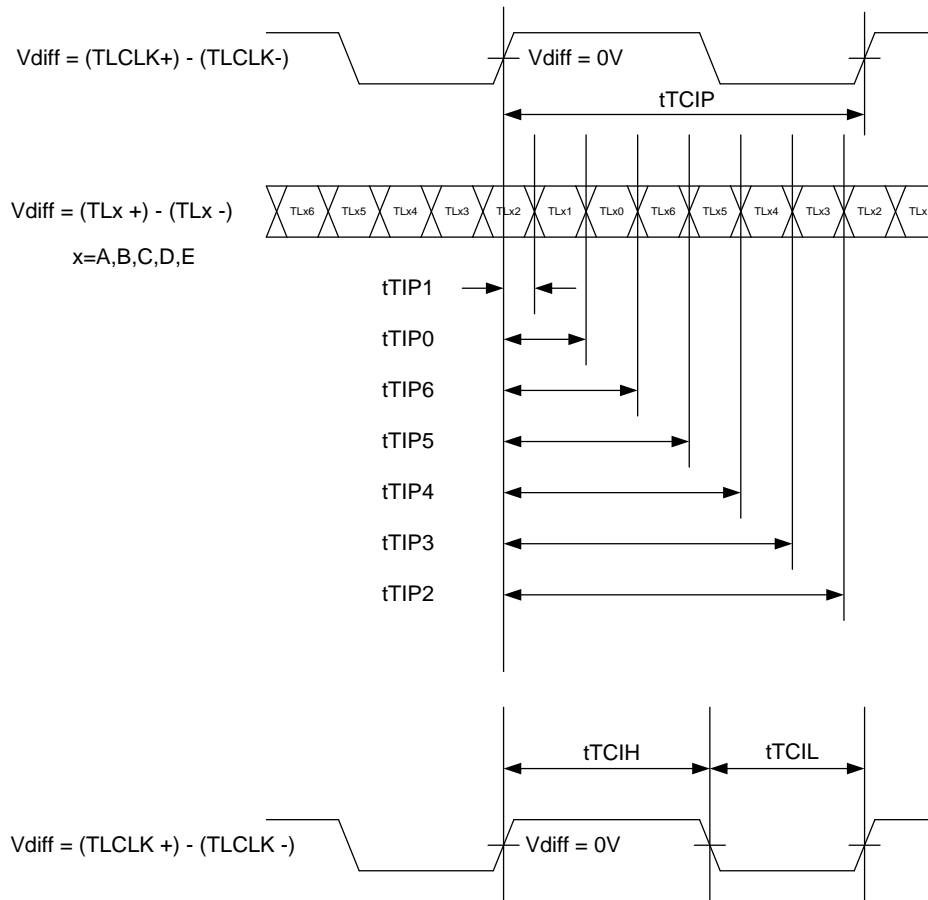 Vdiff = (TLCLK+) - (TLCLK-)
Vdiff = 0V
tTCIP
Vdiff = (TLx +) - (TLx -)
x=A,B,C,D,E
TLx6 TLx5 TLx4 TLx3 TLx2 TLx1 TLx0 TLx6 TLx5 TLx4 TLx3 TLx2 TLx
tTIP1
tTIP0
tTIP6
tTIP5
tTIP4
tTIP3
tTIP2
tTCIH tTCIL
Vdiff = (TLCLK +) - (TLCLK -)
Vdiff = 0V